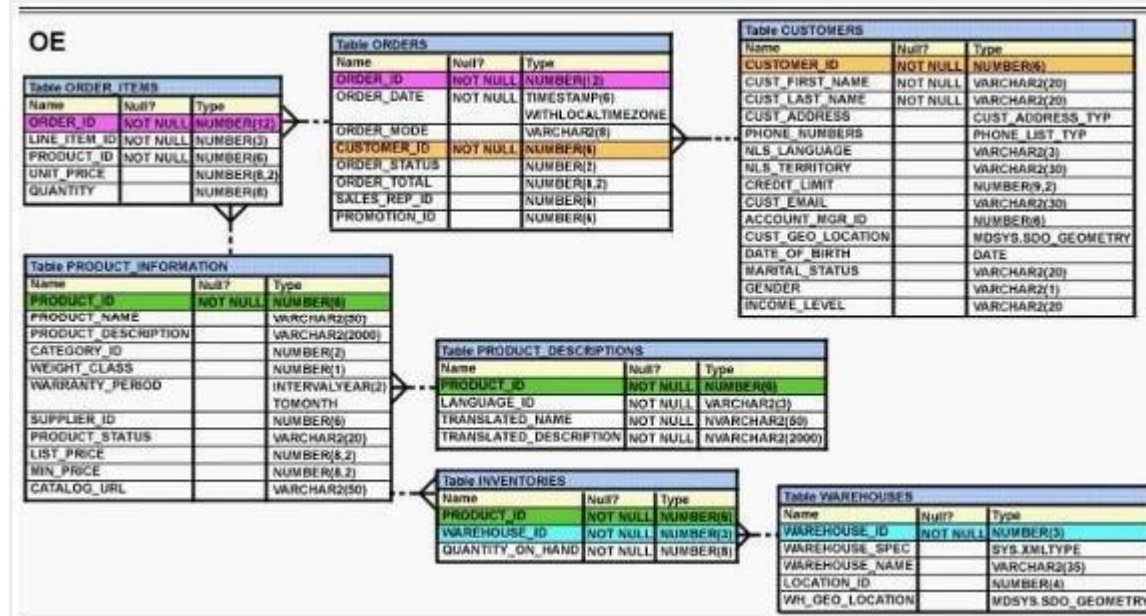 OE
Table ORDER_ITEMS
Name Null? Type
ORDER_ID NOT NULL NUMBER(12)
LINE_ITEM_ID NOT NULL NUMBER(3)
PRODUCT_ID NOT NULL NUMBER(6)
UNIT_PRICE NUMBER(8,2)
QUANTITY NUMBER(8)
Table ORDERS
Name Null? Type
ORDER_ID NOT NULL NUMBER(12)
ORDER_DATE NOT NULL TIMESTAMP(6)
WITHLOCALTIMEZONE
ORDER_MODE VARCHAR2(8)
CUSTOMER_ID NOT NULL NUMBER(6)
ORDER_STATUS NUMBER(2)
ORDER_TOTAL NUMBER(8,2)
SALES_REP_ID NUMBER(6)
PROMOTION_ID NUMBER(6)
Table CUSTOMERS
Name Null? Type
CUSTOMER_ID NOT NULL NUMBER(6)
CUST_FIRST_NAME NOT NULL VARCHAR2(20)
CUST_LAST_NAME NOT NULL VARCHAR2(20)
CUST_ADDRESS CUST_ADDRESS_TYP
PHONE_NUMBERS PHONE_LIST_TYP
NLS_LANGUAGE VARCHAR2(3)
NLS_TERRITORY VARCHAR2(30)
CREDIT_LIMIT NUMBER(9,2)
CUST_EMAIL VARCHAR2(30)
ACCOUNT_MGR_ID NUMBER(6)
CUST_GEO_LOCATION MDSYS.SDO_GEOMETRY
DATE_OF_BIRTH DATE
MARITAL_STATUS VARCHAR2(20)
GENDER VARCHAR2(1)
INCOME_LEVEL VARCHAR2(20
Table PRODUCT_INFORMATION
Name Null? Type
PRODUCT_ID NOT NULL NUMBER(6)
PRODUCT_NAME VARCHAR2(50)
PRODUCT_DESCRIPTION VARCHAR2(2000)
CATEGORY_ID NUMBER(2)
WEIGHT_CLASS NUMBER(1)
WARRANTY_PERIOD INTERVALYEAR(2)
TOMONTH
SUPPLIER_ID NUMBER(6)
PRODUCT_STATUS VARCHAR2(20)
LIST_PRICE NUMBER(8,2)
MIN_PRICE NUMBER(8,2)
CATALOG_URL VARCHAR2(50)
Table PRODUCT_DESCRIPTIONS
Name Null? Type
PRODUCT_ID NOT NULL NUMBER(6)
LANGUAGE_ID NOT NULL VARCHAR2(3)
TRANSLATED_NAME NOT NULL NVARCHAR2(50)
TRANSLATED_DESCRIPTION NOT NULL NVARCHAR2(2000)
Table INVENTORIES
Name Null? Type
PRODUCT_ID NOT NULL NUMBER(6)
WAREHOUSE_ID NOT NULL NUMBER(3)
QUANTITY_ON_HAND NOT NULL NUMBER(8)
Table WAREHOUSES
Name Null? Type
WAREHOUSE_ID NOT NULL NUMBER(3)
WAREHOUSE_SPEC SYS.XMLTYPE
WAREHOUSE_NAME VARCHAR2(35)
LOCATION_ID NUMBER(4)
WH_GEO_LOCATION MDSYS.SDO_GEOMETRY